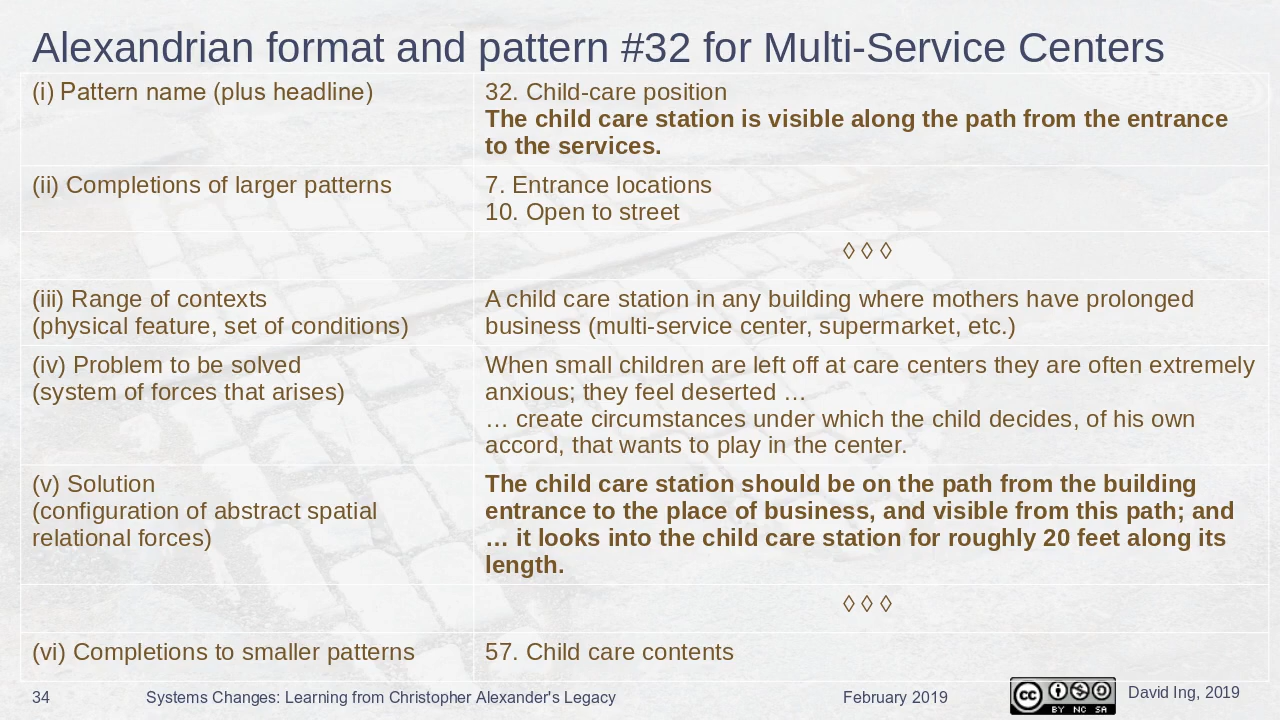 Alexandrian format and pattern #32 for Multi-Service Centers
(i) Pattern name (plus headline)
32. Child-care position
The child care station is visible along the path from the entrance
to the services.
(ii) Completions of larger patterns
7. Entrance locations
10. Open to street
◊ ◊ ◊
(iii) Range of contexts
(physical feature, set of conditions)
A child care station in any building where mothers have prolonged
business (multi-service center, supermarket, etc.)
(iv) Problem to be solved
(system of forces that arises)
When small children are left off at care centers they are often extremely
anxious; they feel deserted …
… create circumstances under which the child decides, of his own
accord, that wants to play in the center.
(v) Solution
(configuration of abstract spatial
relational forces)
The child care station should be on the path from the building
entrance to the place of business, and visible from this path; and
… it looks into the child care station for roughly 20 feet along its
length.
◊ ◊ ◊
(vi) Completions to smaller patterns
57. Child care contents
34
Systems Changes: Learning from Christopher Alexander's Legacy
February 2019
cc
BY NC SA
David Ing, 2019